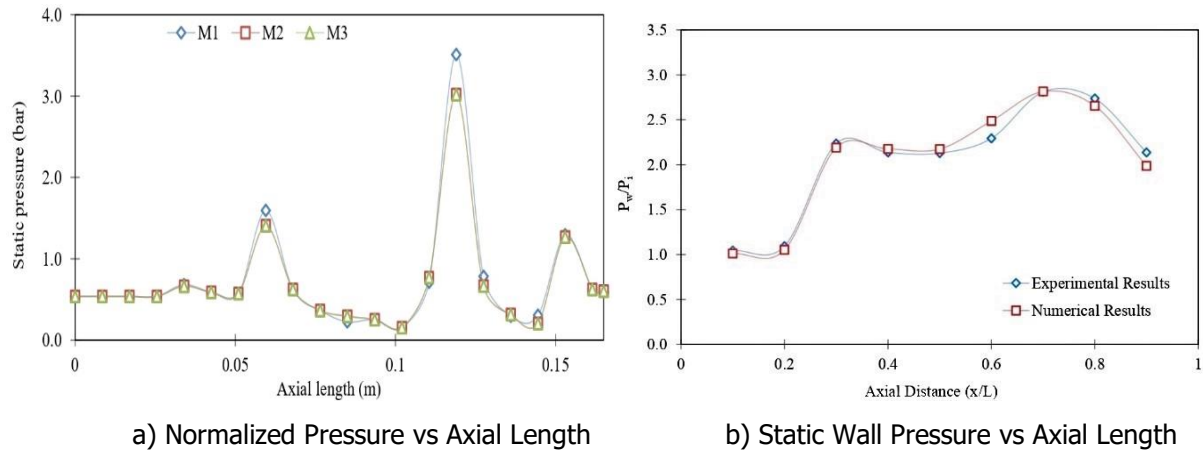 4.0
3.0
2.0
1.0
0.0
Static pressure (bar)
M1 M2 M3
0 0.05 0.1 0.15
Axial length (m)
a) Normalized Pressure vs Axial Length
3.5
3.0
2.5
2.0
1.5
1.0
0.5
0.0
Pw/Pi
Experimental Results
Numerical Results
0 0.2 0.4 0.6 0.8 1
Axial Distance (x/L)
b) Static Wall Pressure vs Axial Length